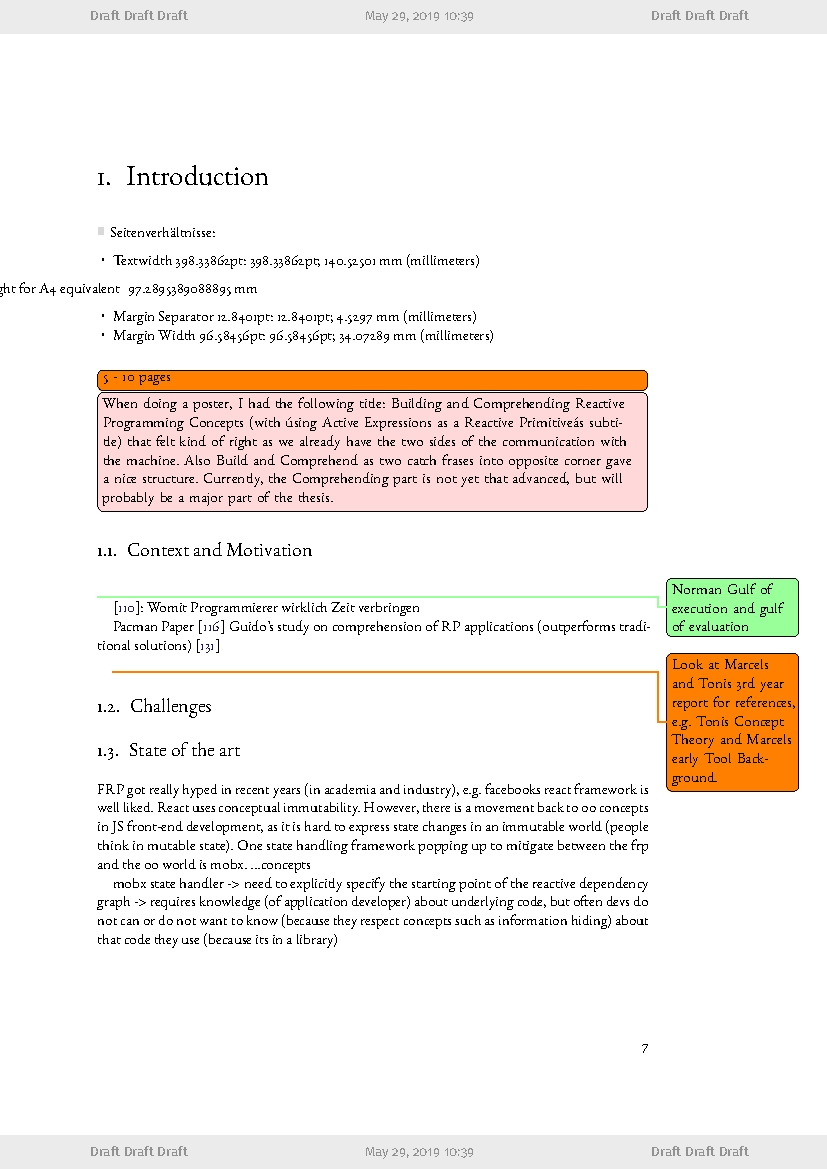 Draft Draft Draft May 29, 2019 10:39 Draft Draft Draft
1. Introduction
Seitenverhältnisse:
• Textwidth 398.33862pt: 398.33862pt; 140.52501 mm (millimeters)
ght for A4 equivalent 97.2895389088895 mm
• Margin Separator 12.8401pt: 12.8401pt; 4.5297 mm (millimeters)
• Margin Width 96.58456pt: 96.58456pt; 34.07289 mm (millimeters)
5 - 10 pages
When doing a poster, I had the following title: Building and Comprehending Reactive
Programming Concepts (with úsing Active Expressions as a Reactive Primitiveás subti-
tle) that felt kind of right as we already have the two sides of the communication with
the machine. Also Build and Comprehend as two catch frases into opposite corner gave
a nice structure. Currently, the Comprehending part is not yet that advanced, but will
probably be a major part of the thesis.
1.1. Context and Motivation
Norman Gulf of
execution and gulf
of evaluation
[110]: Womit Programmierer wirklich Zeit verbringen
Pacman Paper [116] Guido's study on comprehension of RP applications (outperforms tradi-
tional solutions) [131]
Look at Marcels
and Tonis 3rd year
report for references,
e.g. Tonis Concept
Theory and Marcels
early Tool Back-
ground.
1.2. Challenges
1.3. State of the art
FRP got really hyped in recent years (in academia and industry), e.g. facebooks react framework is
well liked. React uses conceptual immutability. However, there is a movement back to oo concepts
in JS front-end development, as it is hard to express state changes in an immutable world (people
think in mutable state). One state handling framework popping up to mitigate between the frp
and the oo world is mobx. ...concepts
mobx state handler -> need to explicitly specify the starting point of the reactive dependency
graph -> requires knowledge (of application developer) about underlying code, but often devs do
not can or do not want to know (because they respect concepts such as information hiding) about
that code they use (because its in a library)
7
Draft Draft Draft May 29, 2019 10:39 Draft Draft Draft